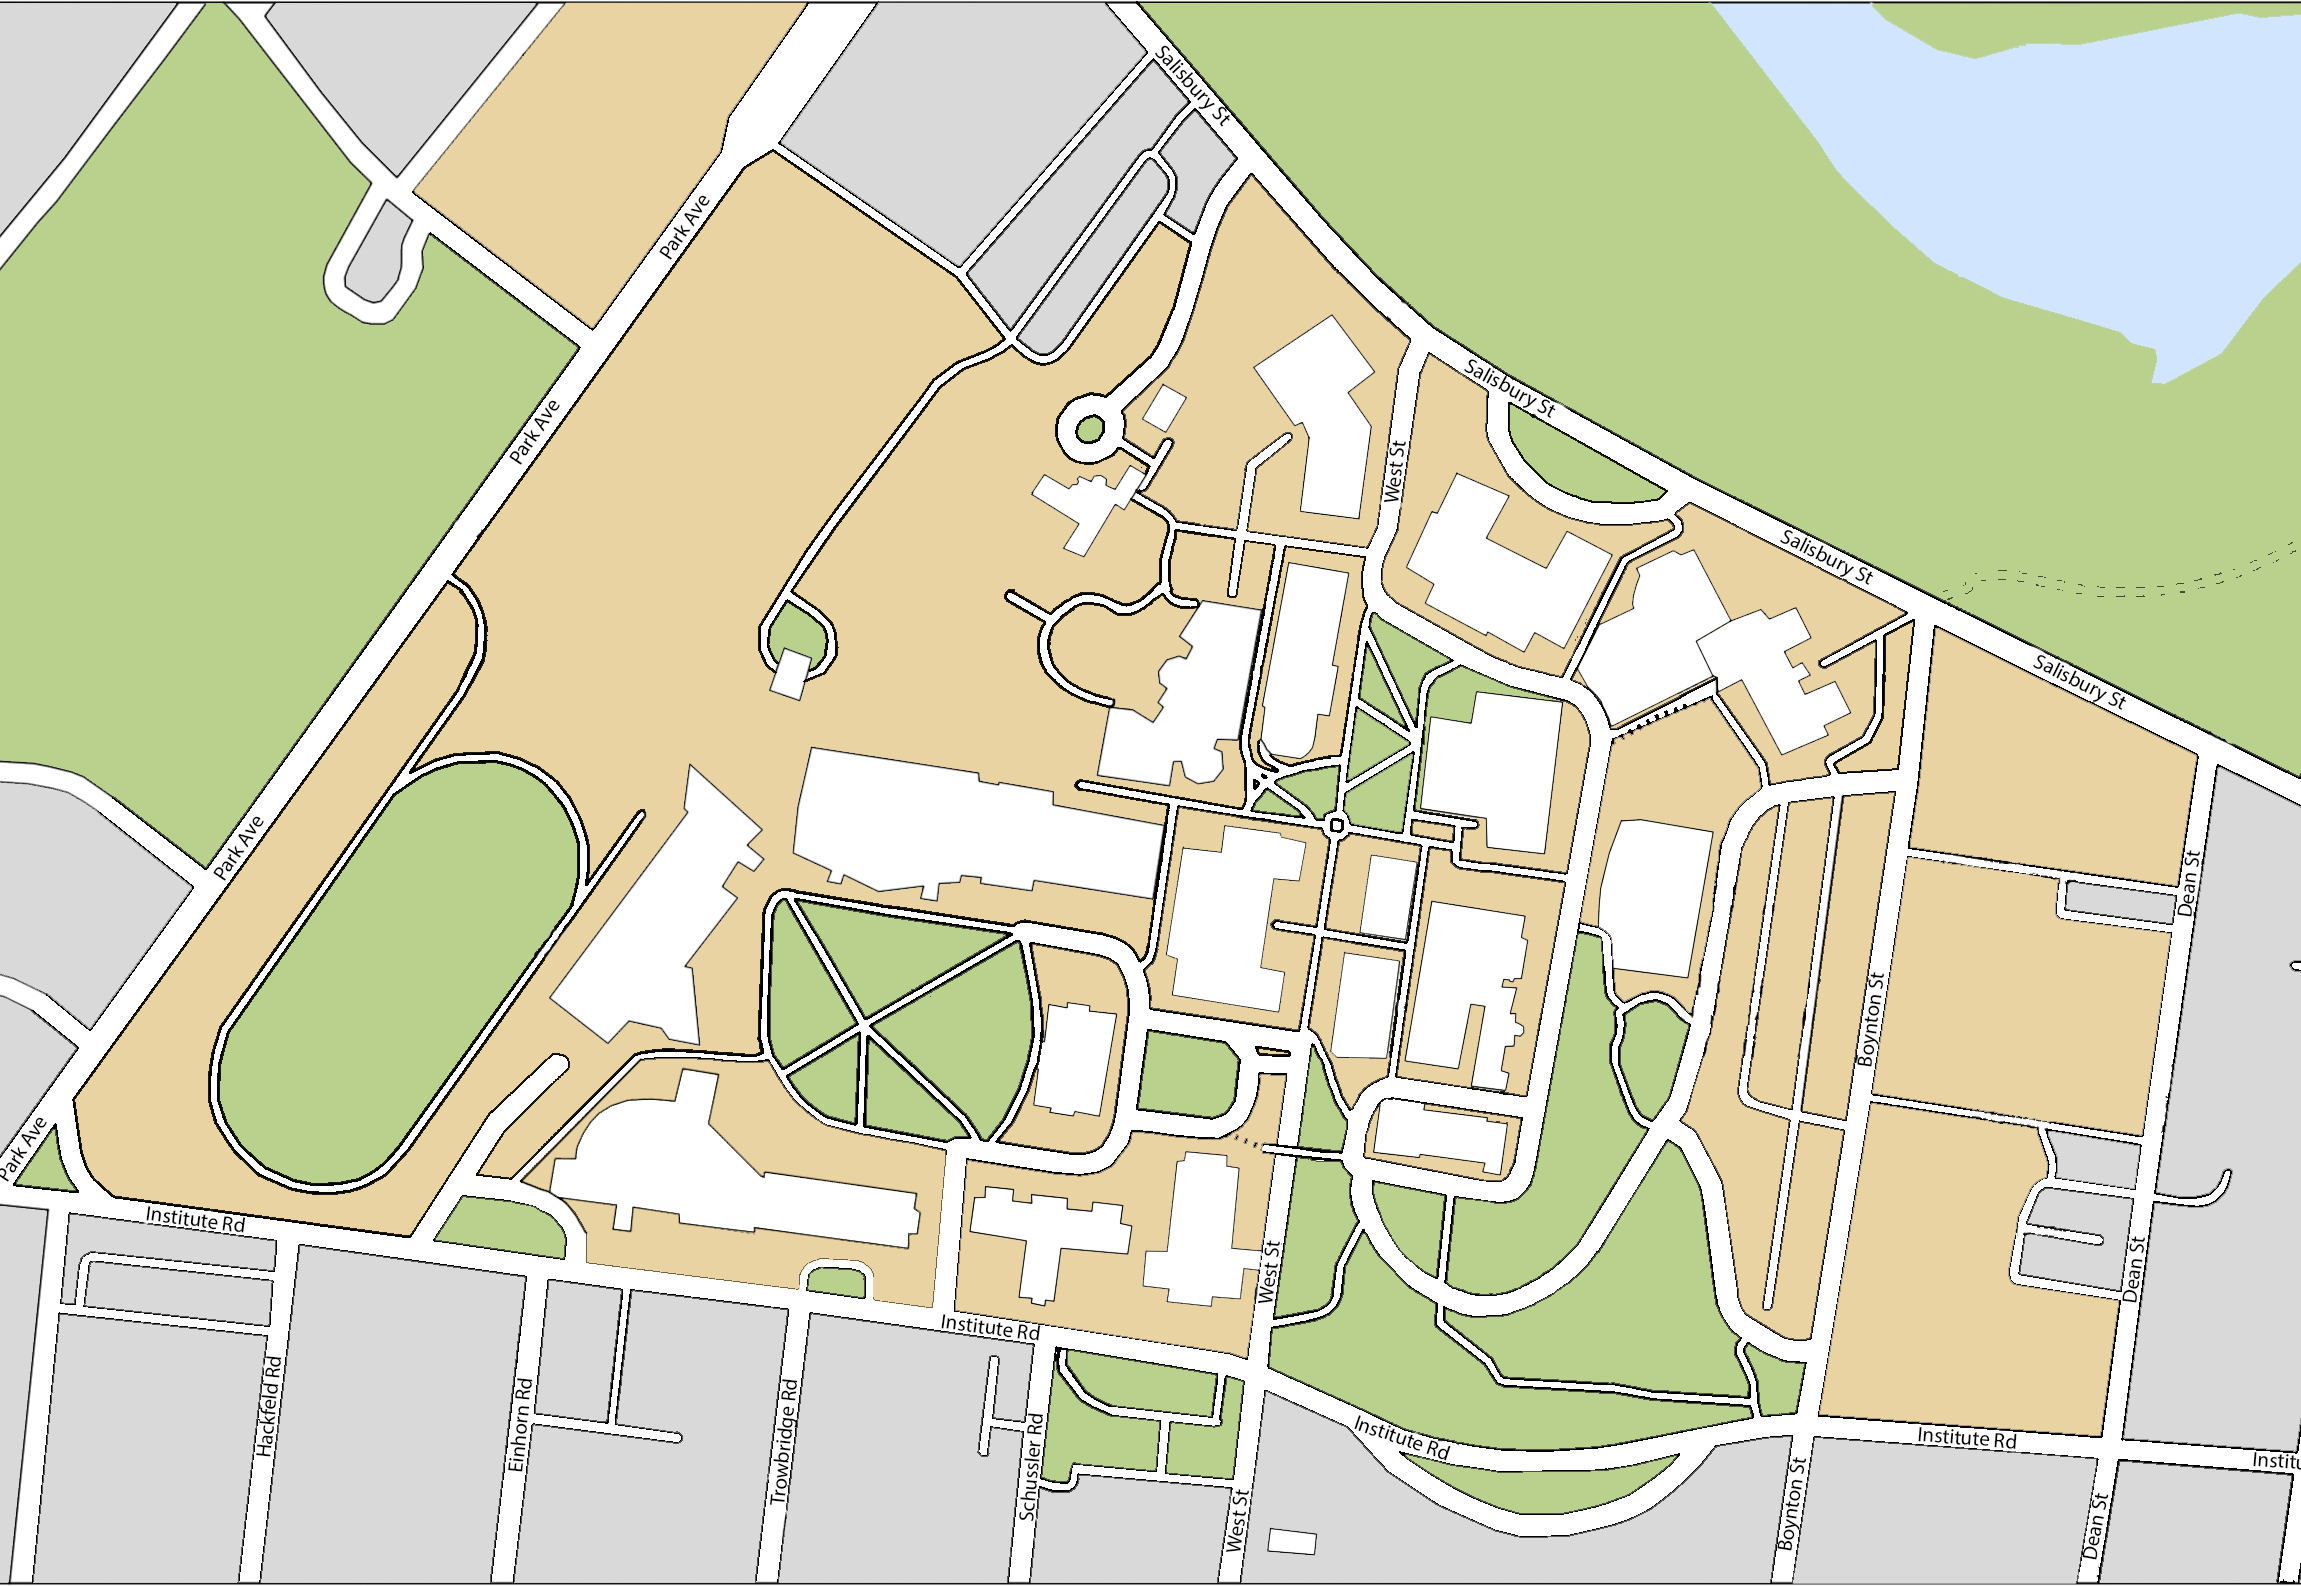 Salisbury St
Park Ave
Salisbury St
Park Ave
West St
Salisbury St
Salisbury St
Park Ave
Dean St
Boynton St
Park Ave
Institute Rd
West St
Dean St
Institute Rd
Hackfeld Rd
Einhorn Rd
Trowbridge Rd
Schussler Rd
Institute Rd
Institute Rd
Institu
West St
Boynton St
Dean St